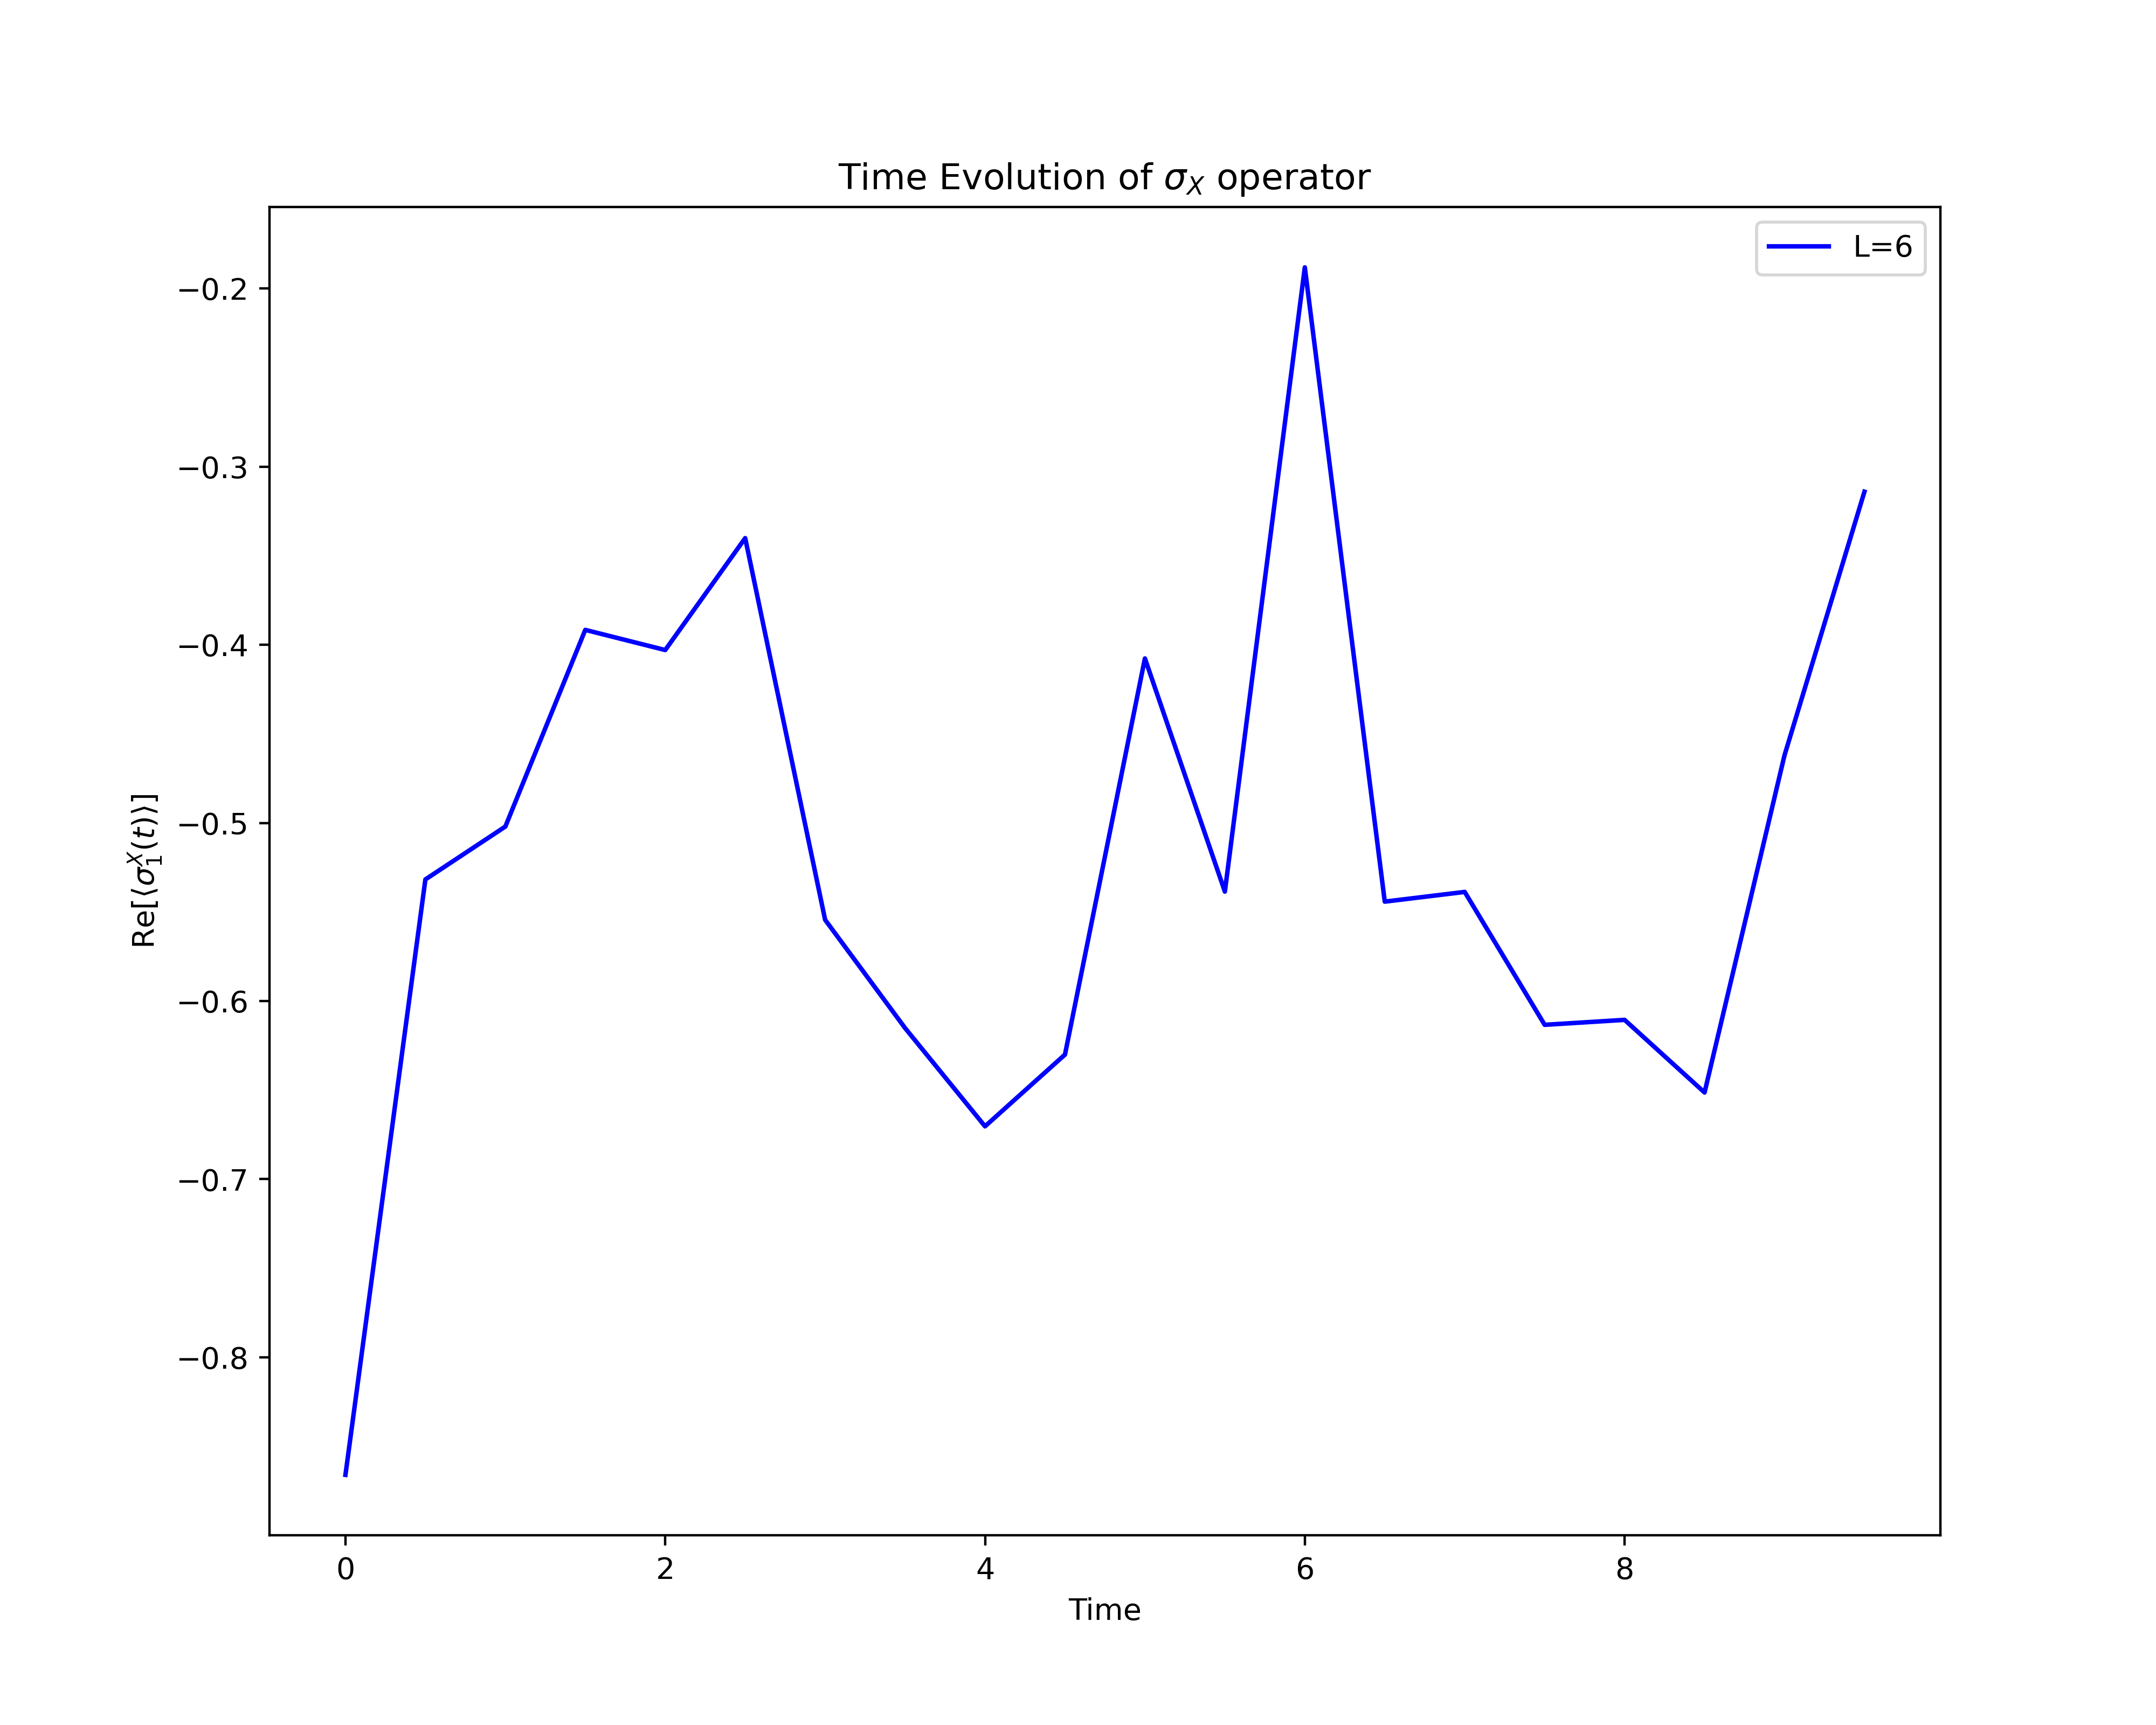 Time Evolution of σ_X operator
L=6
−0.2
−0.3
−0.4
−0.5
−0.6
−0.7
−0.8
Re[⟨σ₁ˣ(t)⟩]
0 2 4 6 8
Time